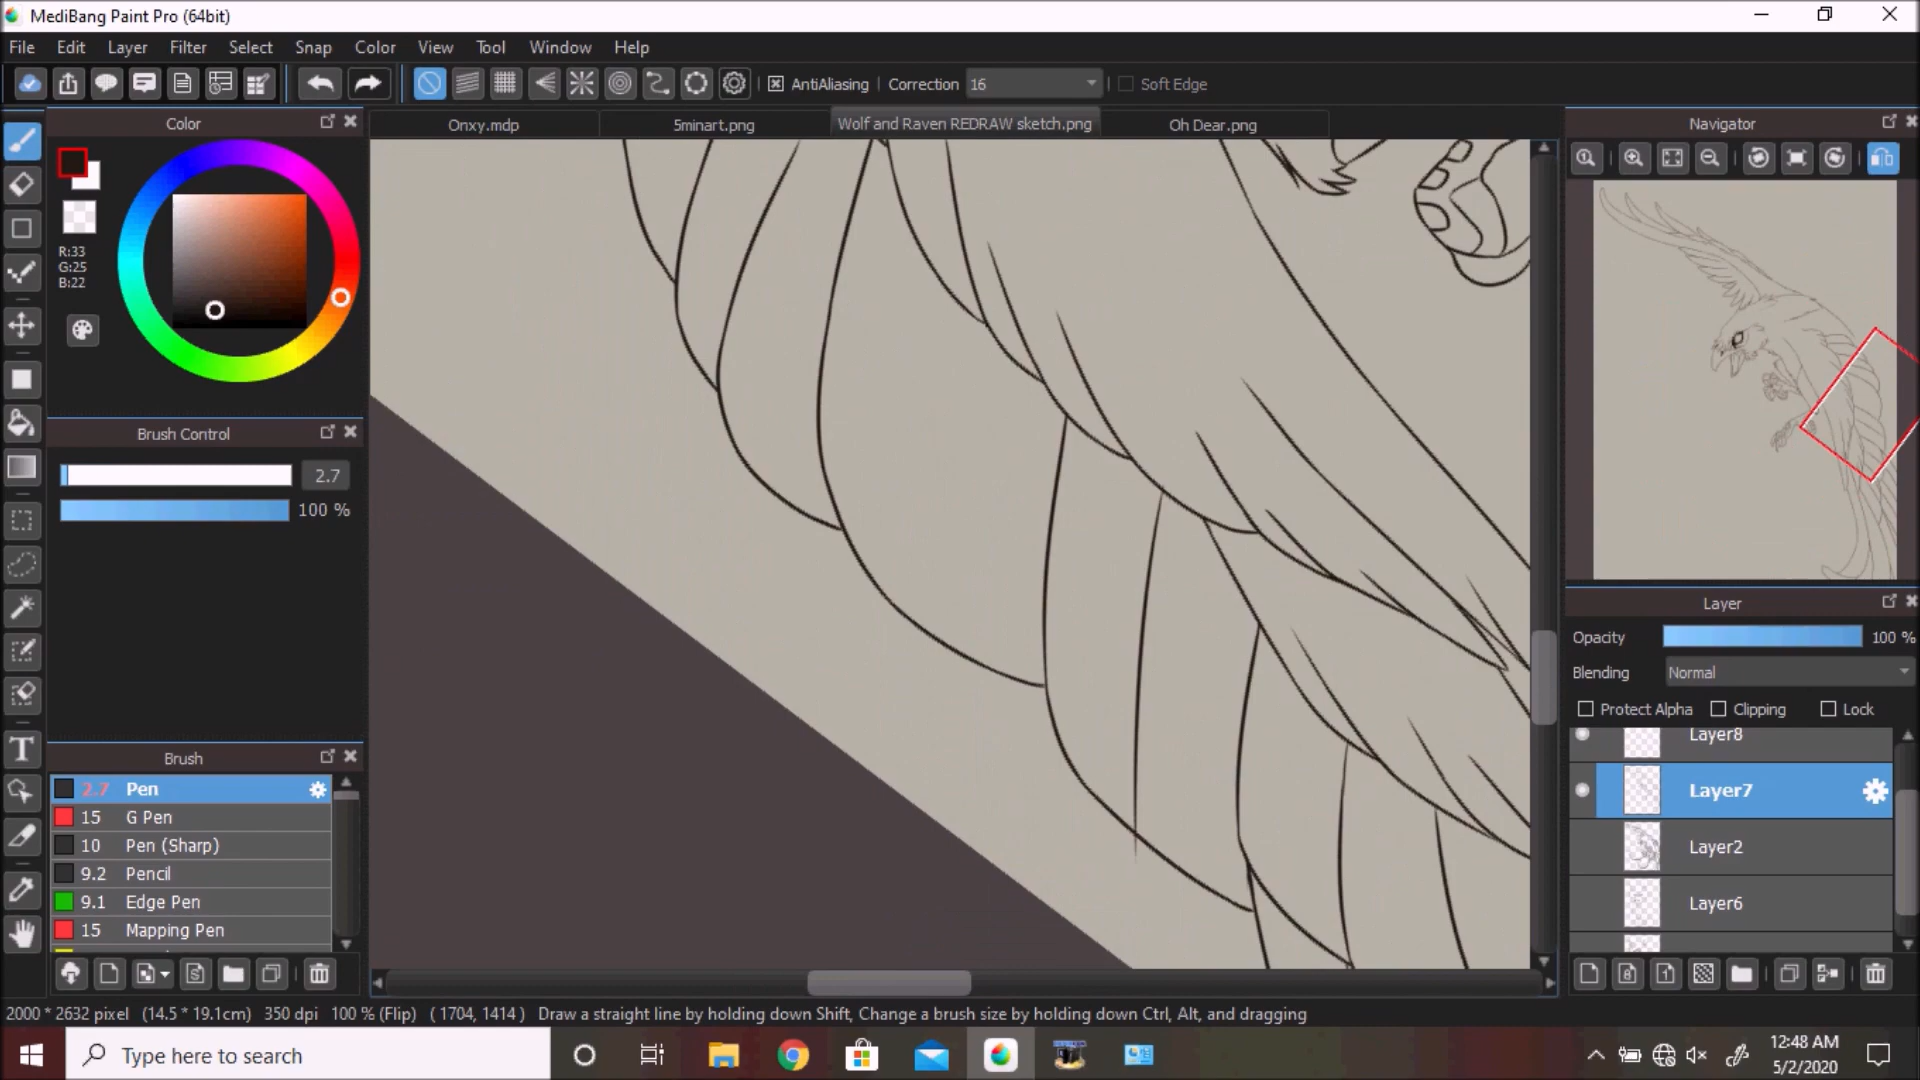 MediBang Paint Pro (64bit)
File Edit Layer Filter Select Snap Color View Tool Window Help
AntiAliasing Correction 16 Soft Edge
Color
Onxy.mdp 5minart.png Wolf and Raven REDRAW sketch.png Oh Dear.png
Navigator
R:33
G:25
B:22
Brush Control
2.7
100 %
Layer
Opacity 100 %
Blending Normal
Protect Alpha Clipping Lock
Layer8
Layer7
Layer2
Layer6
Brush
2.7 Pen
15 G Pen
10 Pen (Sharp)
9.2 Pencil
9.1 Edge Pen
15 Mapping Pen
2000 * 2632 pixel (14.5 * 19.1cm) 350 dpi 100 % (Flip) ( 1704, 1414 ) Draw a straight line by holding down Shift, Change a brush size by holding down Ctrl, Alt, and dragging
Type here to search
12:48 AM
5/2/2020